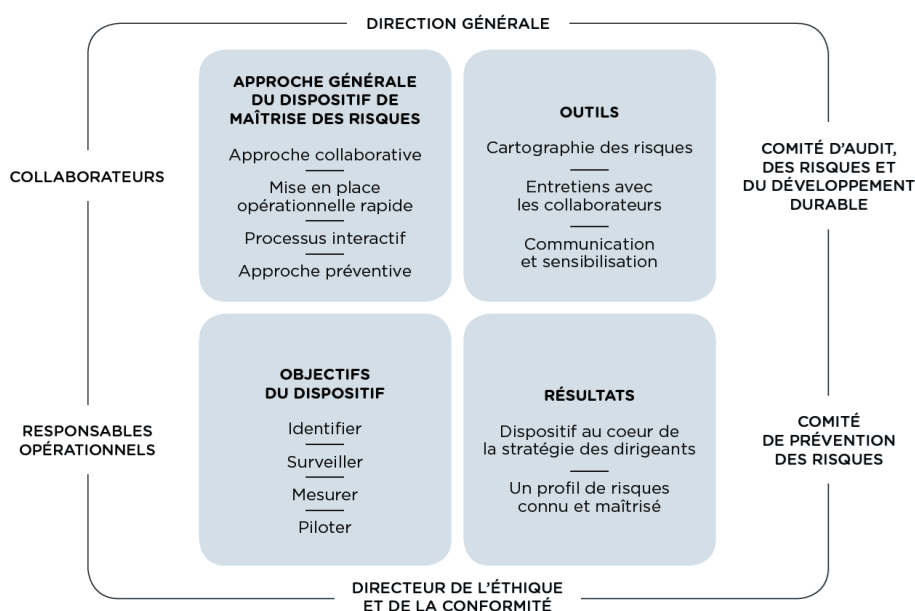 DIRECTION GÉNÉRALE
APPROCHE GÉNÉRALE
DU DISPOSITIF DE
MAÎTRISE DES RISQUES
Approche collaborative
Mise en place
opérationnelle rapide
Processus interactif
Approche préventive
OUTILS
Cartographie des risques
Entretiens avec
les collaborateurs
Communication
et sensibilisation
COLLABORATEURS
COMITÉ D’AUDIT,
DES RISQUES ET
DU DÉVELOPPEMENT
DURABLE
OBJECTIFS
DU DISPOSITIF
Identifier
Surveiller
Mesurer
Piloter
RÉSULTATS
Dispositif au coeur de
la stratégie des dirigeants
Un profil de risques
connu et maîtrisé
RESPONSABLES
OPÉRATIONNELS
COMITÉ
DE PRÉVENTION
DES RISQUES
DIRECTEUR DE L’ÉTHIQUE
ET DE LA CONFORMITÉ